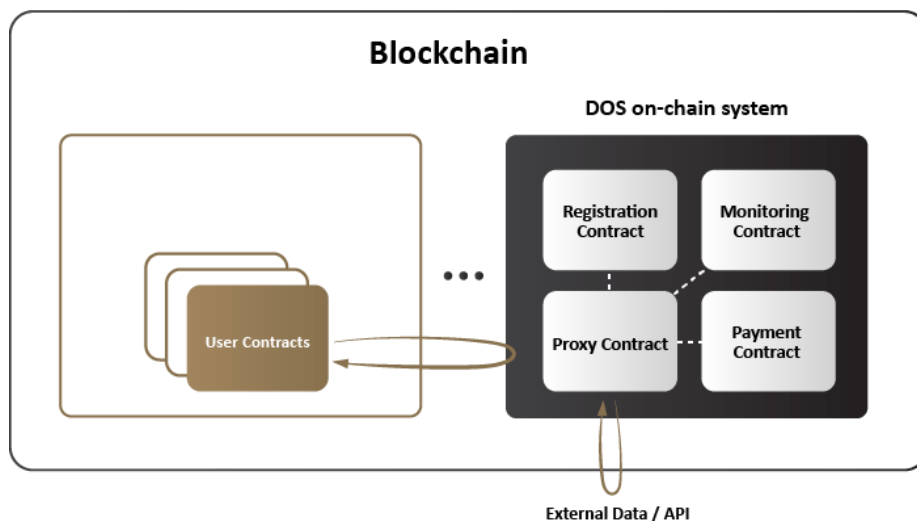 Blockchain
DOS on-chain system
Registration
Contract
Monitoring
Contract
User Contracts
Proxy Contract
Payment
Contract
External Data / API